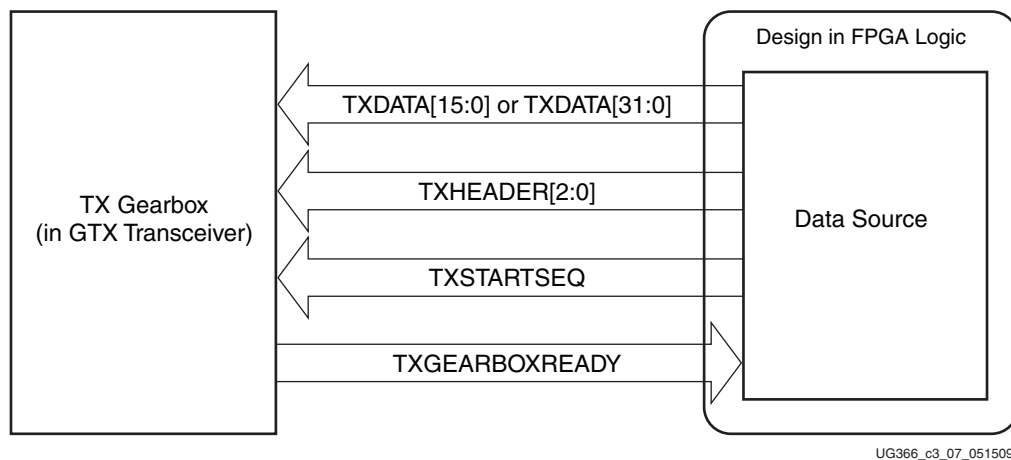 Design in FPGA Logic
TXDATA[15:0] or TXDATA[31:0]
TX Gearbox
(in GTX Transceiver)
TXHEADER[2:0]
Data Source
TXSTARTSEQ
TXGEARBOXREADY
UG366_c3_07_051509